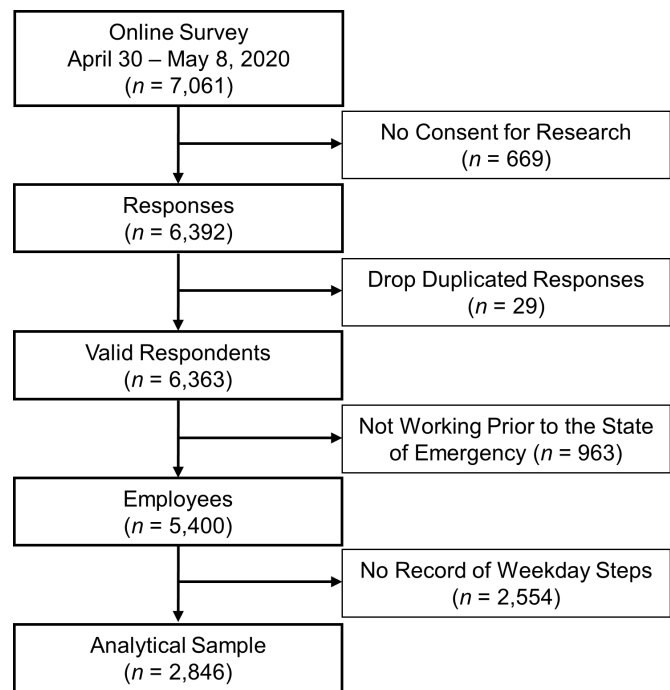 Online Survey
April 30 – May 8, 2020
(n = 7,061)
No Consent for Research
(n = 669)
Responses
(n = 6,392)
Drop Duplicated Responses
(n = 29)
Valid Respondents
(n = 6,363)
Not Working Prior to the State
of Emergency (n = 963)
Employees
(n = 5,400)
No Record of Weekday Steps
(n = 2,554)
Analytical Sample
(n = 2,846)